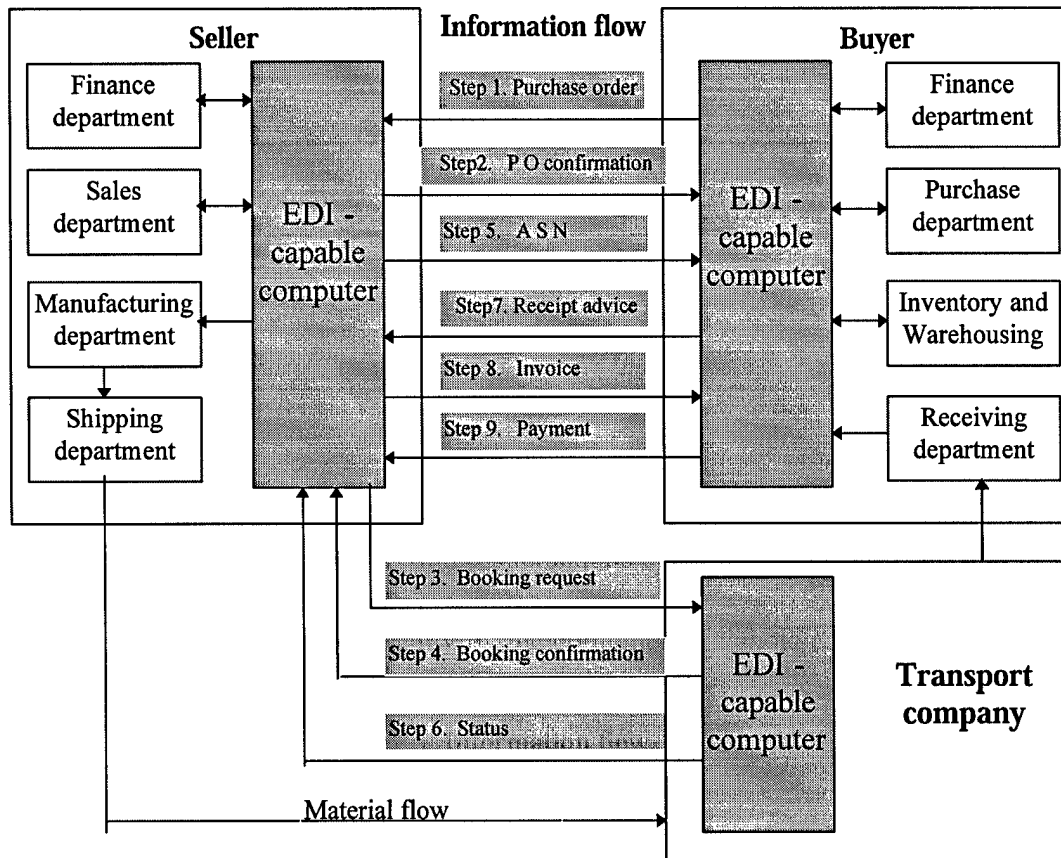 Information flow
Seller
Finance
department
Sales
department
Manufacturing
department
Shipping
department
EDI -
capable
computer
Step 1. Purchase order
Step2. P O confirmation
Step 5. A S N
Step7. Receipt advice
Step 8. Invoice
Step 9. Payment
Buyer
EDI -
capable
computer
Finance
department
Purchase
department
Inventory and
Warehousing
Receiving
department
Step 3. Booking request
Step 4. Booking confirmation
Step 6. Status
Material flow
EDI -
capable
computer
Transport
company